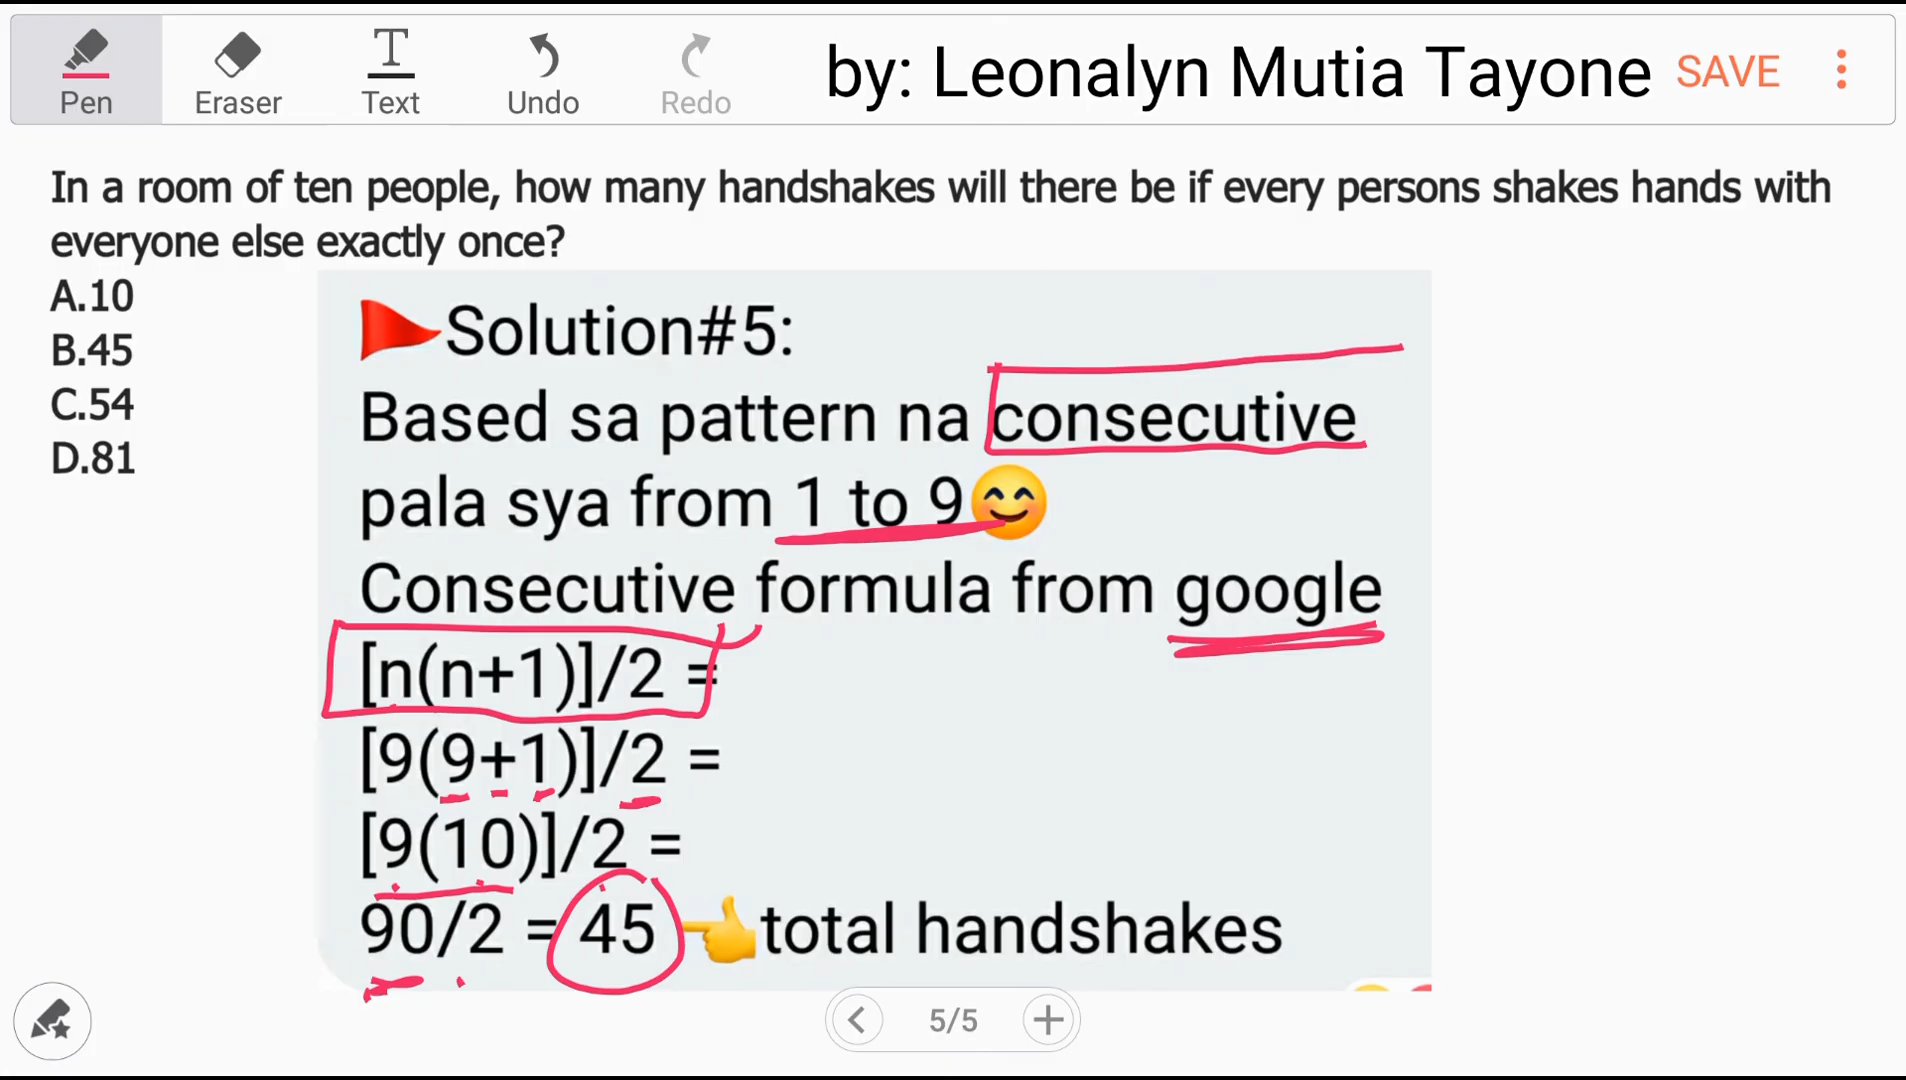 Pen
Eraser
Text
Undo
Redo
by: Leonalyn Mutia Tayone
SAVE
In a room of ten people, how many handshakes will there be if every persons shakes hands with
everyone else exactly once?
A.10
B.45
C.54
D.81
Solution#5:
Based sa pattern na consecutive
pala sya from 1 to 9😊
Consecutive formula from google
[n(n+1)]/2 =
[9(9+1)]/2 =
[9(10)]/2 =
90/2 = 45 👈total handshakes
5/5